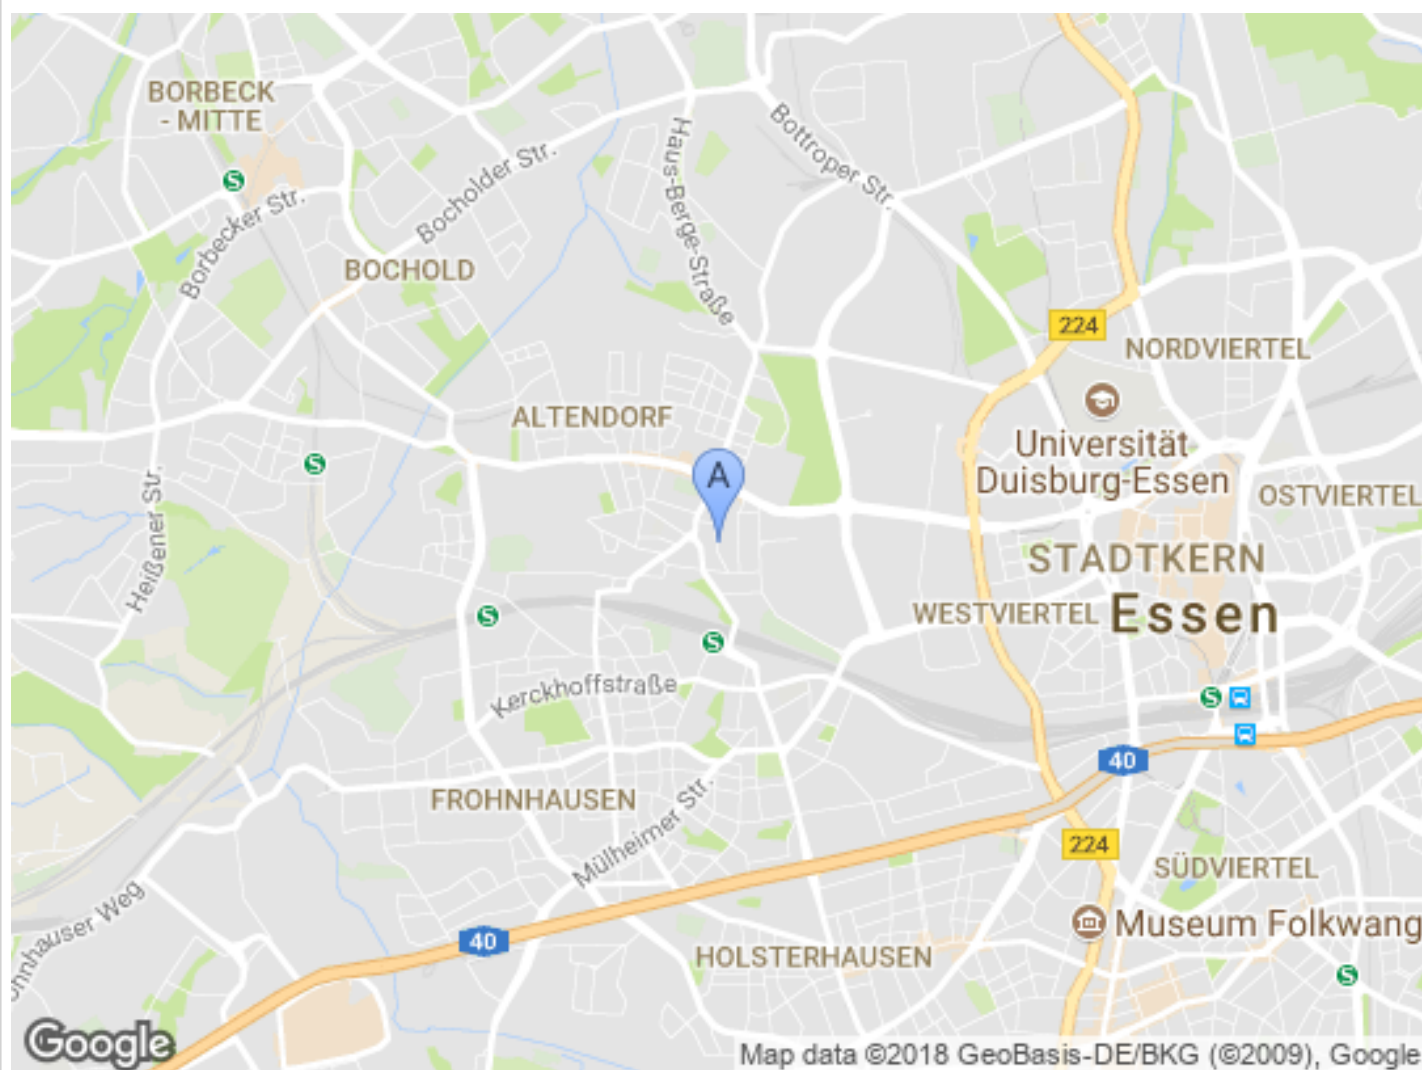 BORBECK
- MITTE
S
Borbecker Str.
Bocholder Str.
BOCHOLD
Haus-Berge-Straße
Bottroper Str.
224
NORDVIERTEL
ALTENDORF
Universität
Duisburg-Essen
A
S
OSTVIERTEL
Heißener Str.
STADTKERN
Essen
WESTVIERTEL
S
S
Kerckhoffstraße
S
40
FROHNHAUSEN
Mülheimer Str.
224
SÜDVIERTEL
ohnhauser Weg
Museum Folkwang
40
HOLSTERHAUSEN
S
Google
Map data ©2018 GeoBasis-DE/BKG (©2009), Google